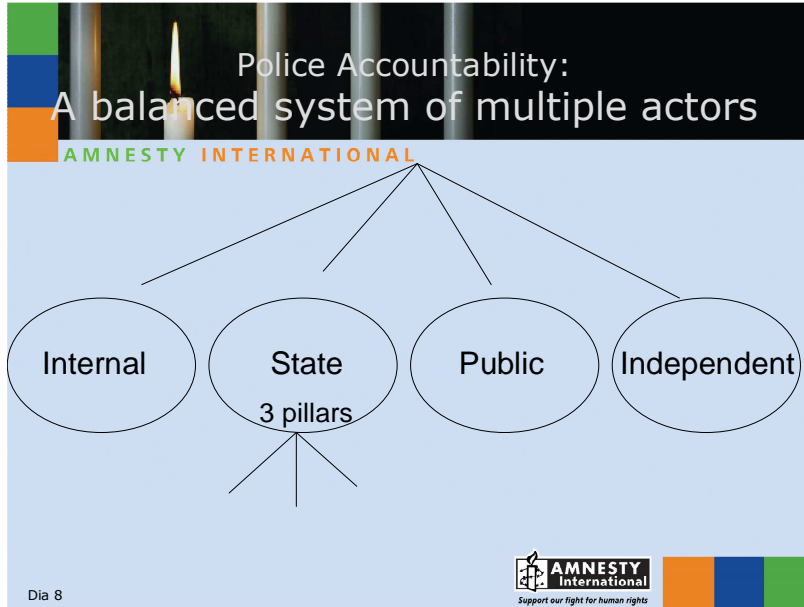 Police Accountability:
A balanced system of multiple actors
AMNESTY INTERNATIONAL
Internal
State
Public
Independent
3 pillars
Dia 8
AMNESTY
International
Support our fight for human rights